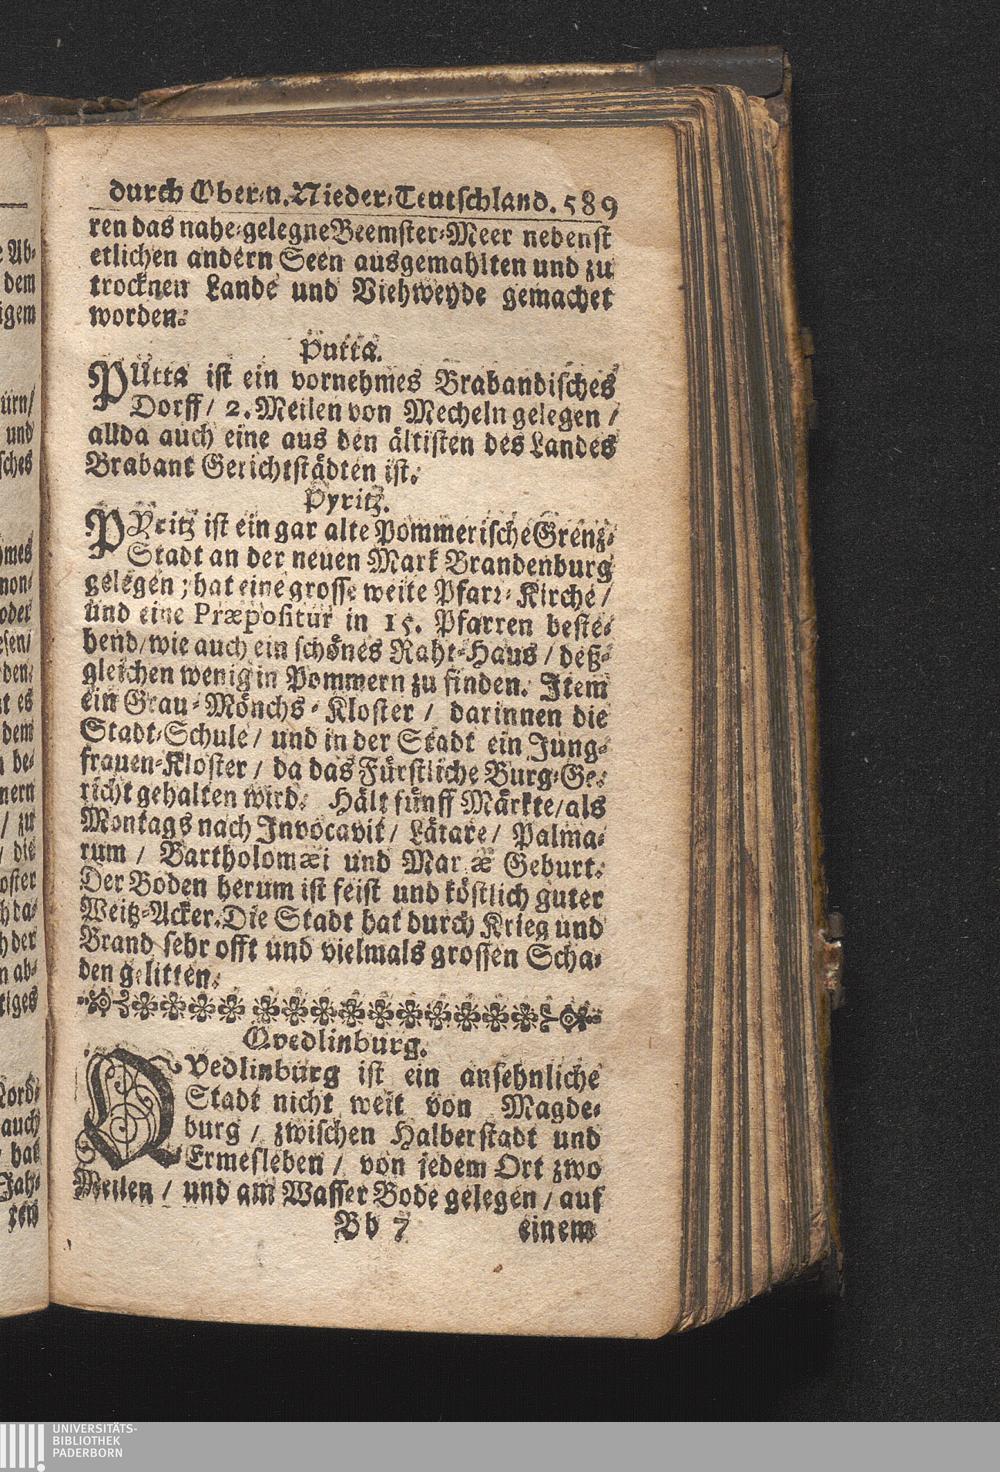 durch Ober-u. Nieder-Teutschland. 589
ren das nahe-gelegne Beemster-Meer nebenst
etlichen andern Seen ausgemahlten und zu
trocknen Lande und Viehweyde gemachet
worden.
Putta.
PUtta ist ein vornehmes Brabandisches
Dorff / 2. Meilen von Mecheln gelegen /
allda auch eine aus den ältisten des Landes
Brabant Gerichtstädten ist.
Pyritz.
PYritz ist ein gar alte Pommerische Grenz-
Stadt an der neuen Mark Brandenburg
gelegen; hat eine grosse weite Pfarr-Kirche /
und eine Præpositur in 15. Pfarren beste-
hend / wie auch ein schönes Raht-Haus / deß-
gleichen wenig in Pommern zu finden. Item
ein Grau-Mönchs-Kloster / darinnen die
Stadt-Schule / und in der Stadt ein Jung-
frauen-Kloster / da das Fürstliche Burg-Ge-
richt gehalten wird. Hält fünff Märkte / als
Montags nach Invocavit / Lätare / Palma-
rum / Bartholomæi und Mar æ Geburt.
Der Boden herum ist feist und köstlich guter
Weitz-Acker. Die Stadt hat durch Krieg und
Brand sehr offt und vielmals grossen Scha-
den gelitten.
Qvedlinburg.
QVedlinburg ist ein ansehnliche
Stadt nicht weit von Magde-
burg / zwischen Halberstadt und
Ermesleben / von jedem Ort zwo
Meilen / und am Wasser Bode gelegen / auf
Bb 7 einem
UNIVERSITÄTS-
BIBLIOTHEK
PADERBORN